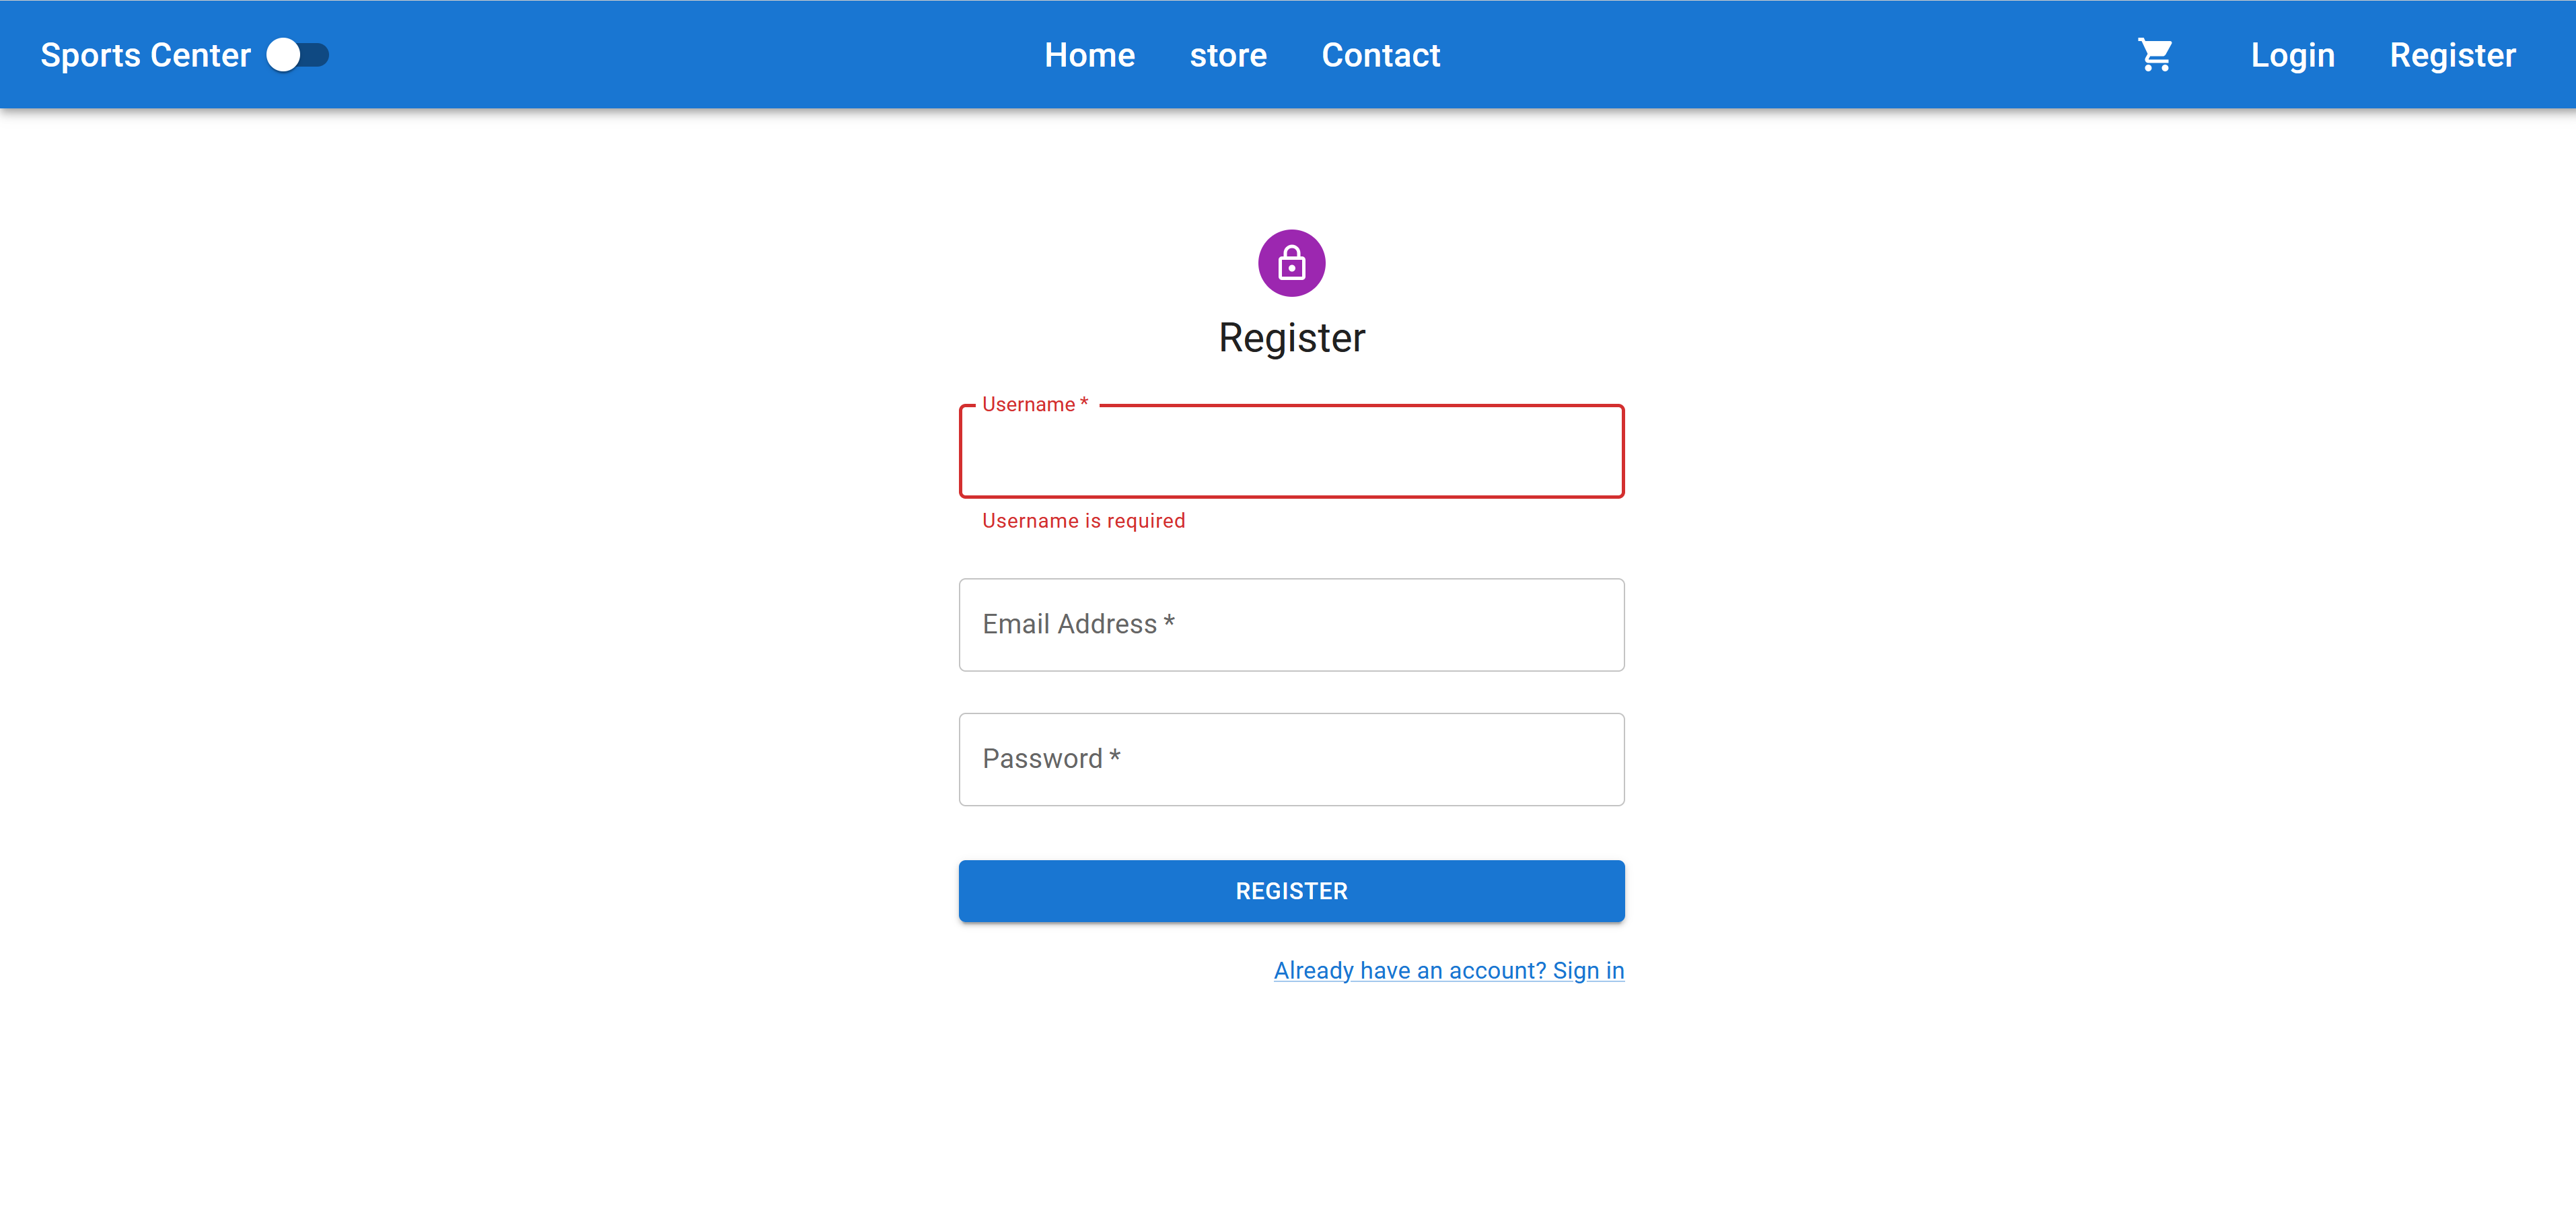 Sports Center Home store Contact Login Register
Register
Username *
Username is required
Email Address *
Password *
REGISTER
Already have an account? Sign in